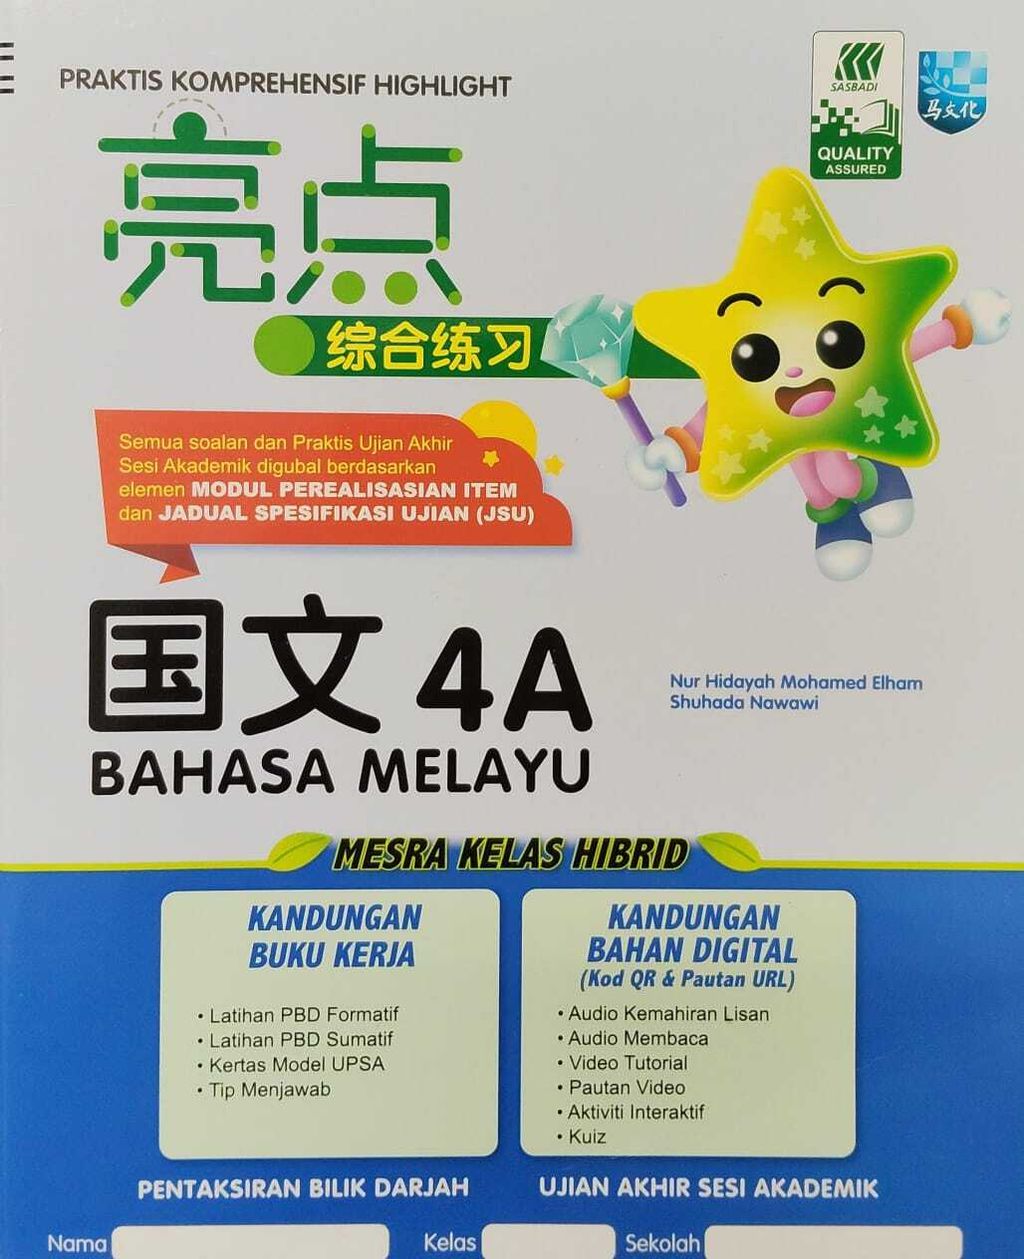 PRAKTIS KOMPREHENSIF HIGHLIGHT
SASBADI
QUALITY
ASSURED
马文化
亮点
综合练习
Semua soalan dan Praktis Ujian Akhir
Sesi Akademik digubal berdasarkan
elemen MODUL PEREALISASIAN ITEM
dan JADUAL SPESIFIKASI UJIAN (JSU)
国文 4A
BAHASA MELAYU
Nur Hidayah Mohamed Elham
Shuhada Nawawi
MESRA KELAS HIBRID
KANDUNGAN
BUKU KERJA
• Latihan PBD Formatif
• Latihan PBD Sumatif
• Kertas Model UPSA
• Tip Menjawab
KANDUNGAN
BAHAN DIGITAL
(Kod QR & Pautan URL)
• Audio Kemahiran Lisan
• Audio Membaca
• Video Tutorial
• Pautan Video
• Aktiviti Interaktif
• Kuiz
PENTAKSIRAN BILIK DARJAH
UJIAN AKHIR SESI AKADEMIK
Nama
Kelas
Sekolah